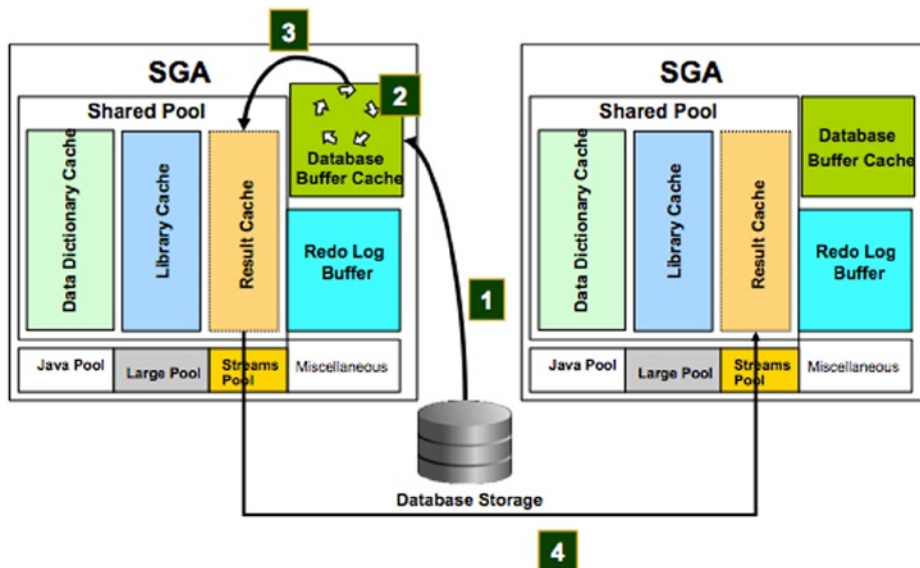 3
SGA
Shared Pool
Data Dictionary Cache
Library Cache
Result Cache
2
Database
Buffer Cache
Redo Log
Buffer
Java Pool
Large Pool
Streams
Pool
Miscellaneous
1
Database Storage
4
SGA
Shared Pool
Data Dictionary Cache
Library Cache
Result Cache
Database
Buffer Cache
Redo Log
Buffer
Java Pool
Large Pool
Streams
Pool
Miscellaneous